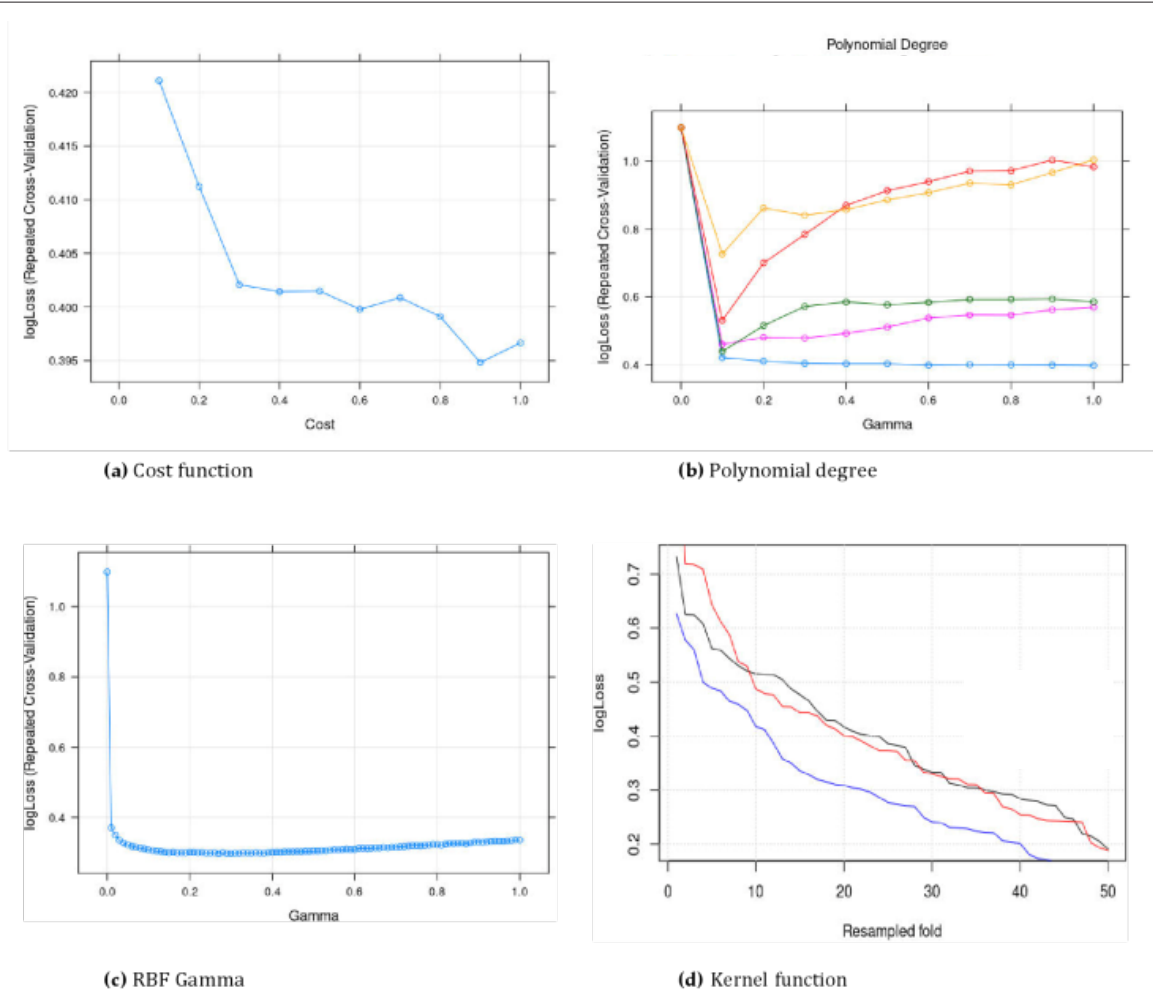 logLoss (Repeated Cross-Validation)
0.420
0.415
0.410
0.405
0.400
0.395
0.0 0.2 0.4 0.6 0.8 1.0
Cost
(a) Cost function
Polynomial Degree
logLoss (Repeated Cross-Validation)
1.0
0.8
0.6
0.4
0.0 0.2 0.4 0.6 0.8 1.0
Gamma
(b) Polynomial degree
logLoss (Repeated Cross-Validation)
1.0
0.8
0.6
0.4
0.0 0.2 0.4 0.6 0.8 1.0
Gamma
(c) RBF Gamma
logLoss
0.7
0.6
0.5
0.4
0.3
0.2
0 10 20 30 40 50
Resampled fold
(d) Kernel function